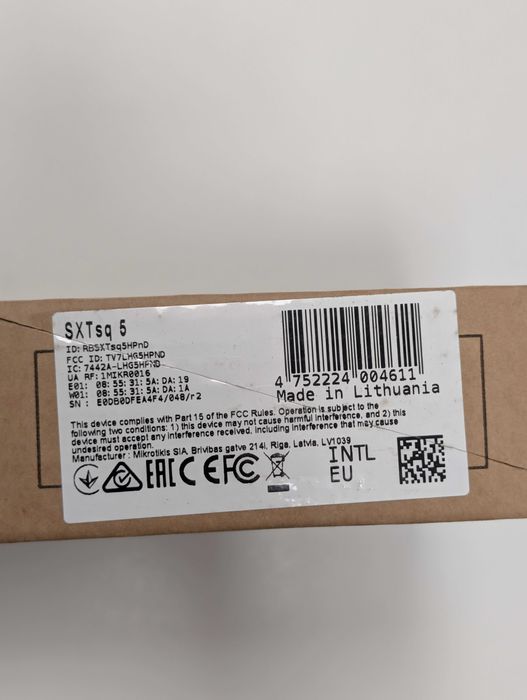 SXTsq 5
ID: RBSXTsq5HPnD
FCC ID: TV7LHG5HPND
IC: 7442A-LHG5HPND
UA RF: 1MIKR0016
E01: 08:55:31:5A:DA:19
W01: 08:55:31:5A:DA:1A
SN : E0DB0DFEA4F4/048/r2
4 752224 004611
Made in Lithuania
This device complies with Part 15 of the FCC Rules. Operation is subject to the
following two conditions: 1) this device may not cause harmful interference, and 2) this
device must accept any interference received, including interference that may cause
undesired operation.
Manufacturer : Mikrotikls SIA, Brivibas gatve 214i, Riga, Latvia, LV1039
EAC CE FC
INTL
EU